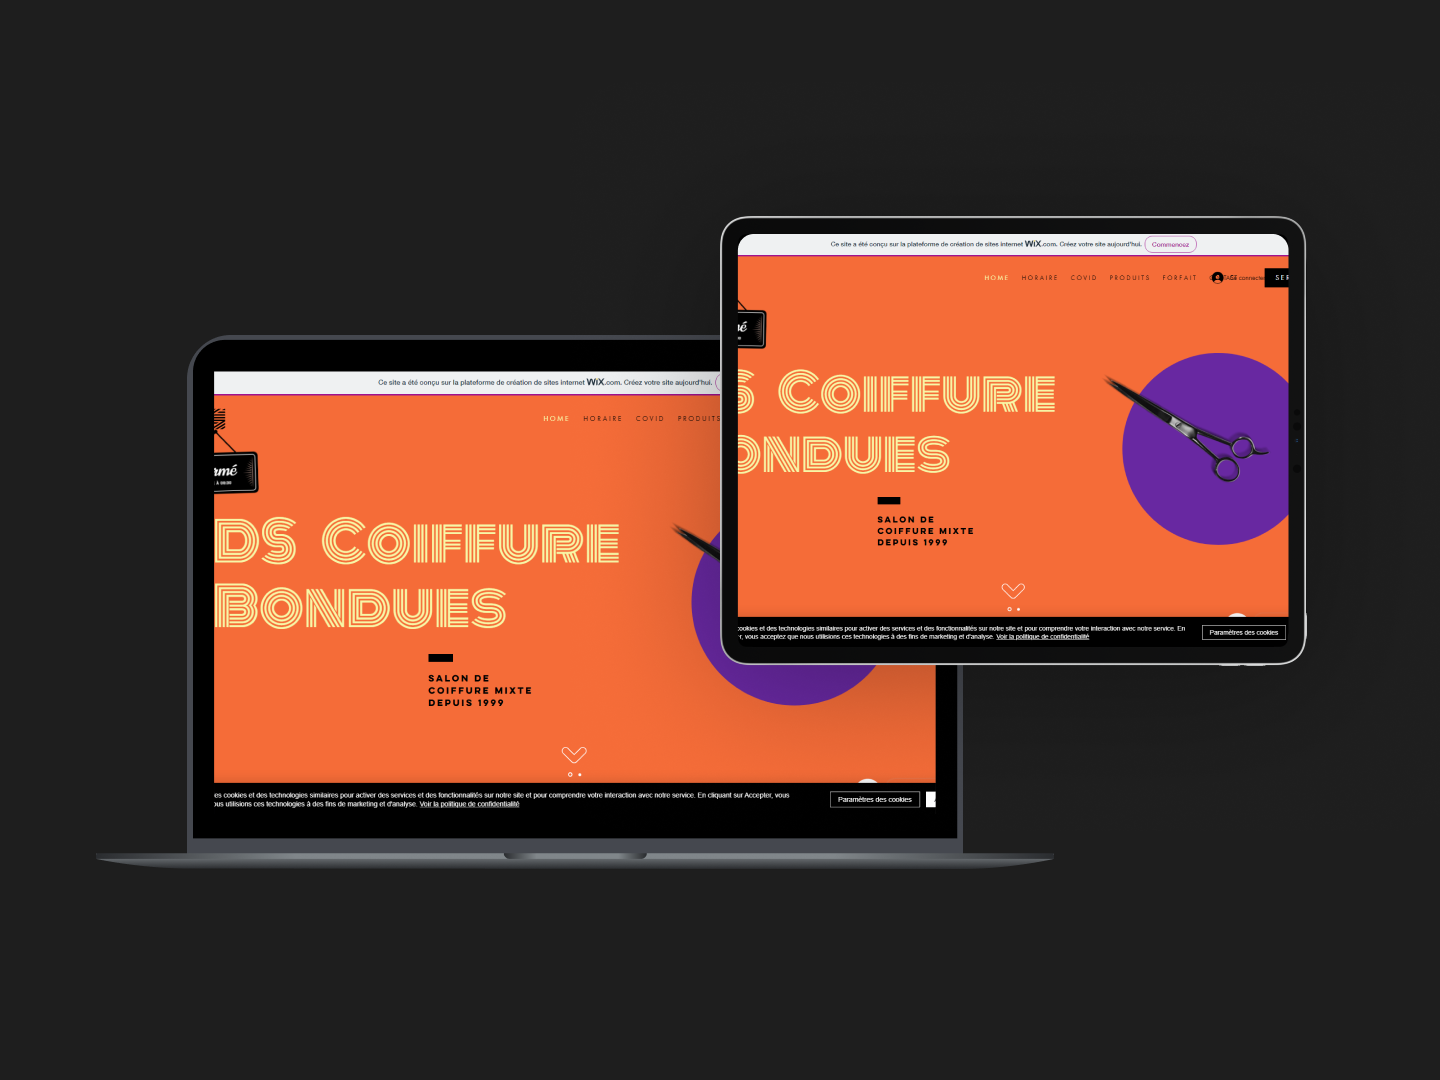 Ce site a été conçu sur la plateforme de création de sites internet WiX.com. Créez votre site aujourd'hui. Commencez
HOME HORAIRE COVID PRODUITS FORFAIT se connecter SER
mé
S COIFFURE
ONDUES
SALON DE
COIFFURE MIXTE
DEPUIS 1999
cookies et des technologies similaires pour activer des services et des fonctionnalités sur notre site et pour comprendre votre interaction avec notre service. En
r, vous acceptez que nous utilisions ces technologies à des fins de marketing et d'analyse. Voir la politique de confidentialité
Paramètres des cookies
Ce site a été conçu sur la plateforme de création de sites internet WiX.com. Créez votre site aujourd'hui.
HOME HORAIRE COVID PRODUITS
rmé
À 09:00
DS COIFFURE
BONDUES
SALON DE
COIFFURE MIXTE
DEPUIS 1999
es cookies et des technologies similaires pour activer des services et des fonctionnalités sur notre site et pour comprendre votre interaction avec notre service. En cliquant sur Accepter, vous
ous utilisions ces technologies à des fins de marketing et d'analyse. Voir la politique de confidentialité
Paramètres des cookies